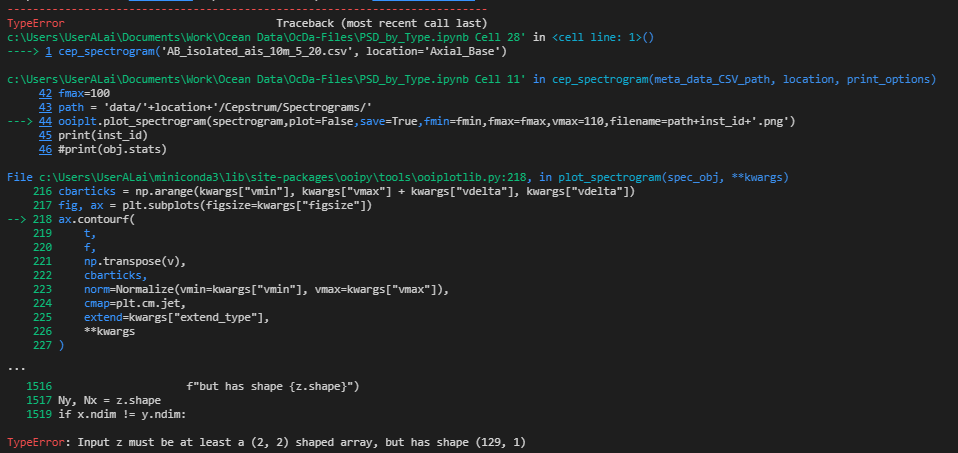 ---------------------------------------------------------------------------
TypeError                                 Traceback (most recent call last)
c:\Users\UserALai\Documents\Work\Ocean Data\OcDa-Files\PSD_by_Type.ipynb Cell 28' in <cell line: 1>()
----> 1 cep_spectrogram('AB_isolated_ais_10m_5_20.csv', location='Axial_Base')
c:\Users\UserALai\Documents\Work\Ocean Data\OcDa-Files\PSD_by_Type.ipynb Cell 11' in cep_spectrogram(meta_data_CSV_path, location, print_options)
     42 fmax=100
     43 path = 'data/'+location+'/Cepstrum/Spectrograms/'
---> 44 ooiplt.plot_spectrogram(spectrogram,plot=False,save=True,fmin=fmin,fmax=fmax,vmax=110,filename=path+inst_id+'.png')
     45 print(inst_id)
     46 #print(obj.stats)
File c:\Users\UserALai\miniconda3\lib\site-packages\ooipy\tools\ooiplotlib.py:218, in plot_spectrogram(spec_obj, **kwargs)
    216 cbarticks = np.arange(kwargs["vmin"], kwargs["vmax"] + kwargs["vdelta"], kwargs["vdelta"])
    217 fig, ax = plt.subplots(figsize=kwargs["figsize"])
--> 218 ax.contourf(
    219     t,
    220     f,
    221     np.transpose(v),
    222     cbarticks,
    223     norm=Normalize(vmin=kwargs["vmin"], vmax=kwargs["vmax"]),
    224     cmap=plt.cm.jet,
    225     extend=kwargs["extend_type"],
    226     **kwargs
    227 )
...
   1516                     f"but has shape {z.shape}")
   1517 Ny, Nx = z.shape
   1519 if x.ndim != y.ndim:
TypeError: Input z must be at least a (2, 2) shaped array, but has shape (129, 1)